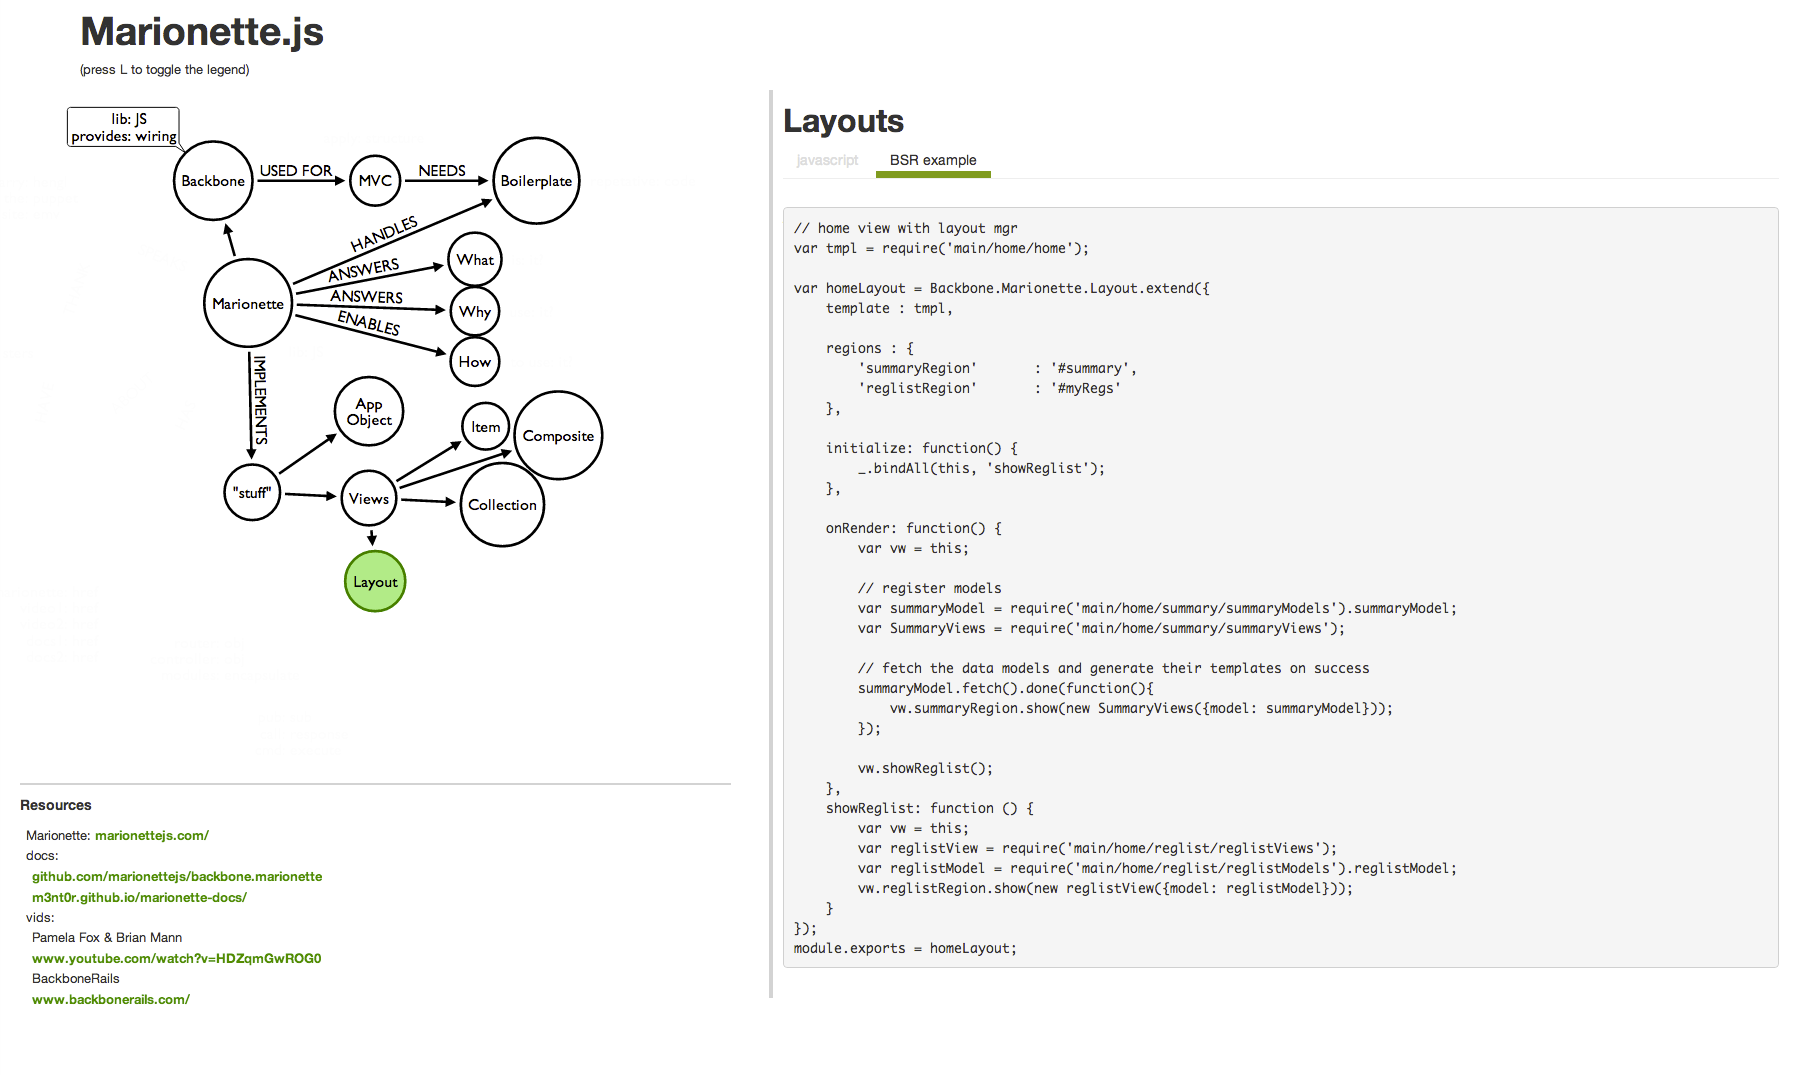 Marionette.js
(press L to toggle the legend)
lib: JS
provides: wiring
Backbone
USED FOR
MVC
NEEDS
Boilerplate
HANDLES
ANSWERS
What
Marionette
ANSWERS
Why
ENABLES
How
IMPLEMENTS
App
Object
Item
Composite
"stuff"
Views
Collection
Layout
Resources
Marionette: marionettejs.com/
docs:
github.com/marionettejs/backbone.marionette
m3nt0r.github.io/marionette-docs/
vids:
Pamela Fox & Brian Mann
www.youtube.com/watch?v=HDZqmGwROG0
BackboneRails
www.backbonerails.com/
Layouts
javascript
BSR example
// home view with layout mgr
var tmpl = require('main/home/home');
var homeLayout = Backbone.Marionette.Layout.extend({
    template : tmpl,
    regions : {
        'summaryRegion'       : '#summary',
        'reglistRegion'       : '#myRegs'
    },
    initialize: function() {
        _.bindAll(this, 'showReglist');
    },
    onRender: function() {
        var vw = this;
        // register models
        var summaryModel = require('main/home/summary/summaryModels').summaryModel;
        var SummaryViews = require('main/home/summary/summaryViews');
        // fetch the data models and generate their templates on success
        summaryModel.fetch().done(function(){
            vw.summaryRegion.show(new SummaryViews({model: summaryModel}));
        });
        vw.showReglist();
    },
    showReglist: function () {
        var vw = this;
        var reglistView = require('main/home/reglist/reglistViews');
        var reglistModel = require('main/home/reglist/reglistModels').reglistModel;
        vw.reglistRegion.show(new reglistView({model: reglistModel}));
    }
});
module.exports = homeLayout;